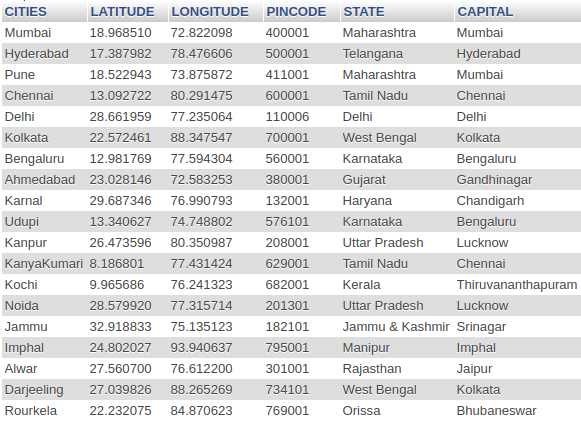 CITIES LATITUDE LONGITUDE PINCODE STATE CAPITAL
Mumbai 18.968510 72.822098 400001 Maharashtra Mumbai
Hyderabad 17.387982 78.476606 500001 Telangana Hyderabad
Pune 18.522943 73.875872 411001 Maharashtra Mumbai
Chennai 13.092722 80.291475 600001 Tamil Nadu Chennai
Delhi 28.661959 77.235064 110006 Delhi Delhi
Kolkata 22.572461 88.347547 700001 West Bengal Kolkata
Bengaluru 12.981769 77.594304 560001 Karnataka Bengaluru
Ahmedabad 23.028146 72.583253 380001 Gujarat Gandhinagar
Karnal 29.687346 76.990793 132001 Haryana Chandigarh
Udupi 13.340627 74.748802 576101 Karnataka Bengaluru
Kanpur 26.473596 80.350987 208001 Uttar Pradesh Lucknow
KanyaKumari 8.186801 77.431424 629001 Tamil Nadu Chennai
Kochi 9.965686 76.241323 682001 Kerala Thiruvananthapuram
Noida 28.579920 77.315714 201301 Uttar Pradesh Lucknow
Jammu 32.918833 75.135123 182101 Jammu & Kashmir Srinagar
Imphal 24.802027 93.940637 795001 Manipur Imphal
Alwar 27.560700 76.612200 301001 Rajasthan Jaipur
Darjeeling 27.039826 88.265269 734101 West Bengal Kolkata
Rourkela 22.232075 84.870623 769001 Orissa Bhubaneswar